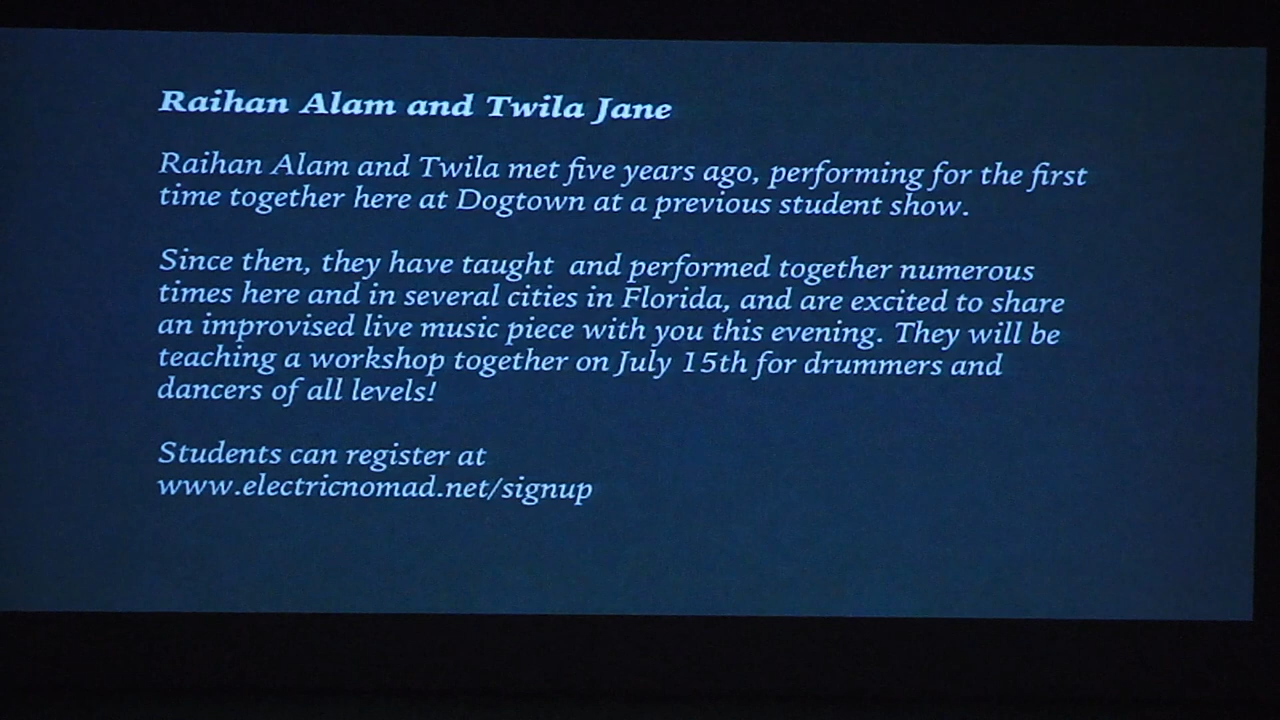 Raihan Alam and Twila Jane
Raihan Alam and Twila met five years ago, performing for the first
time together here at Dogtown at a previous student show.
Since then, they have taught  and performed together numerous
times here and in several cities in Florida, and are excited to share
an improvised live music piece with you this evening. They will be
teaching a workshop together on July 15th for drummers and
dancers of all levels!
Students can register at
www.electricnomad.net/signup